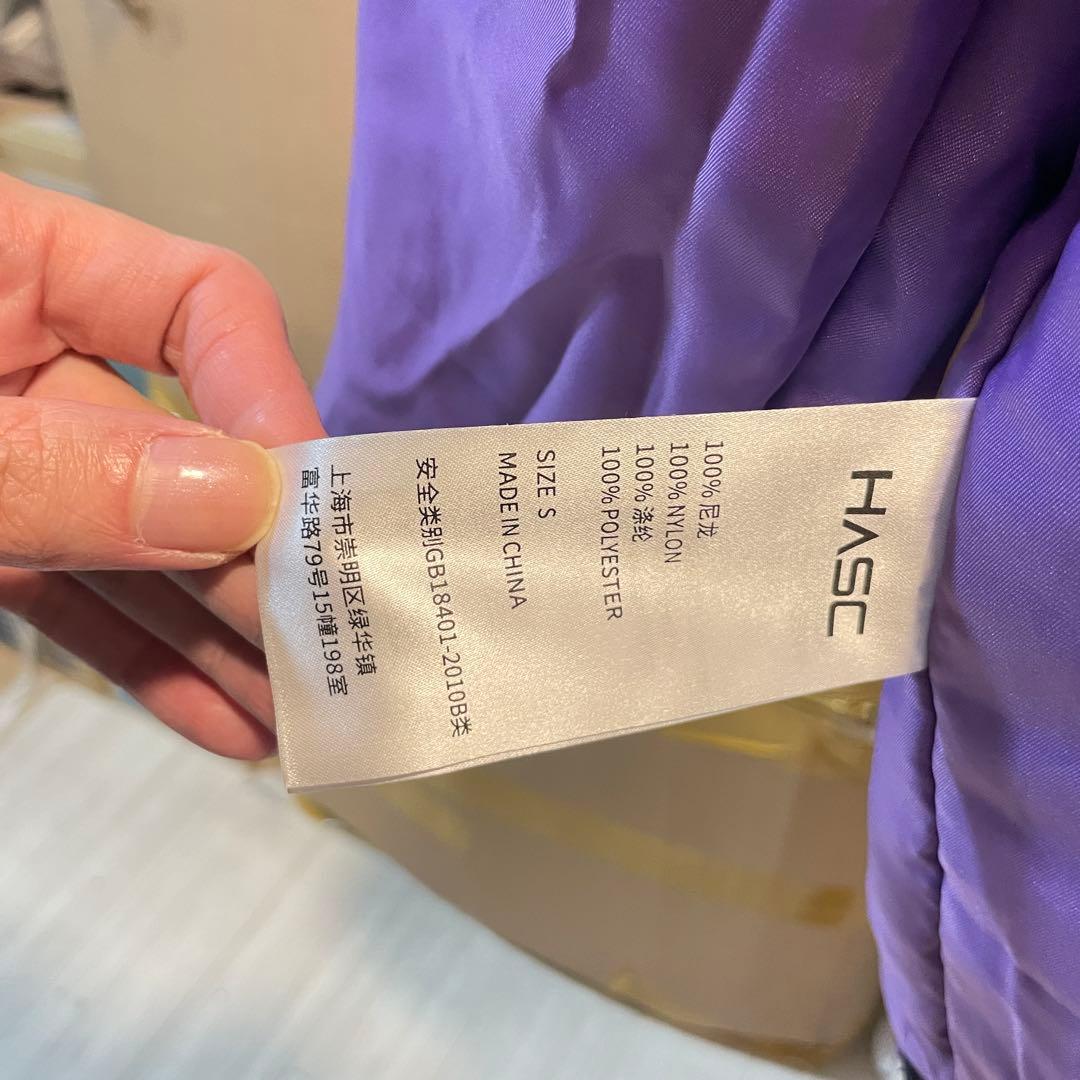 HASC
100% 尼龙
100% NYLON
100% 涤纶
100% POLYESTER
SIZE S
MADE IN CHINA
安全类别GB18401-2010B类
上海市崇明区绿华镇
富华路79号15幢198室